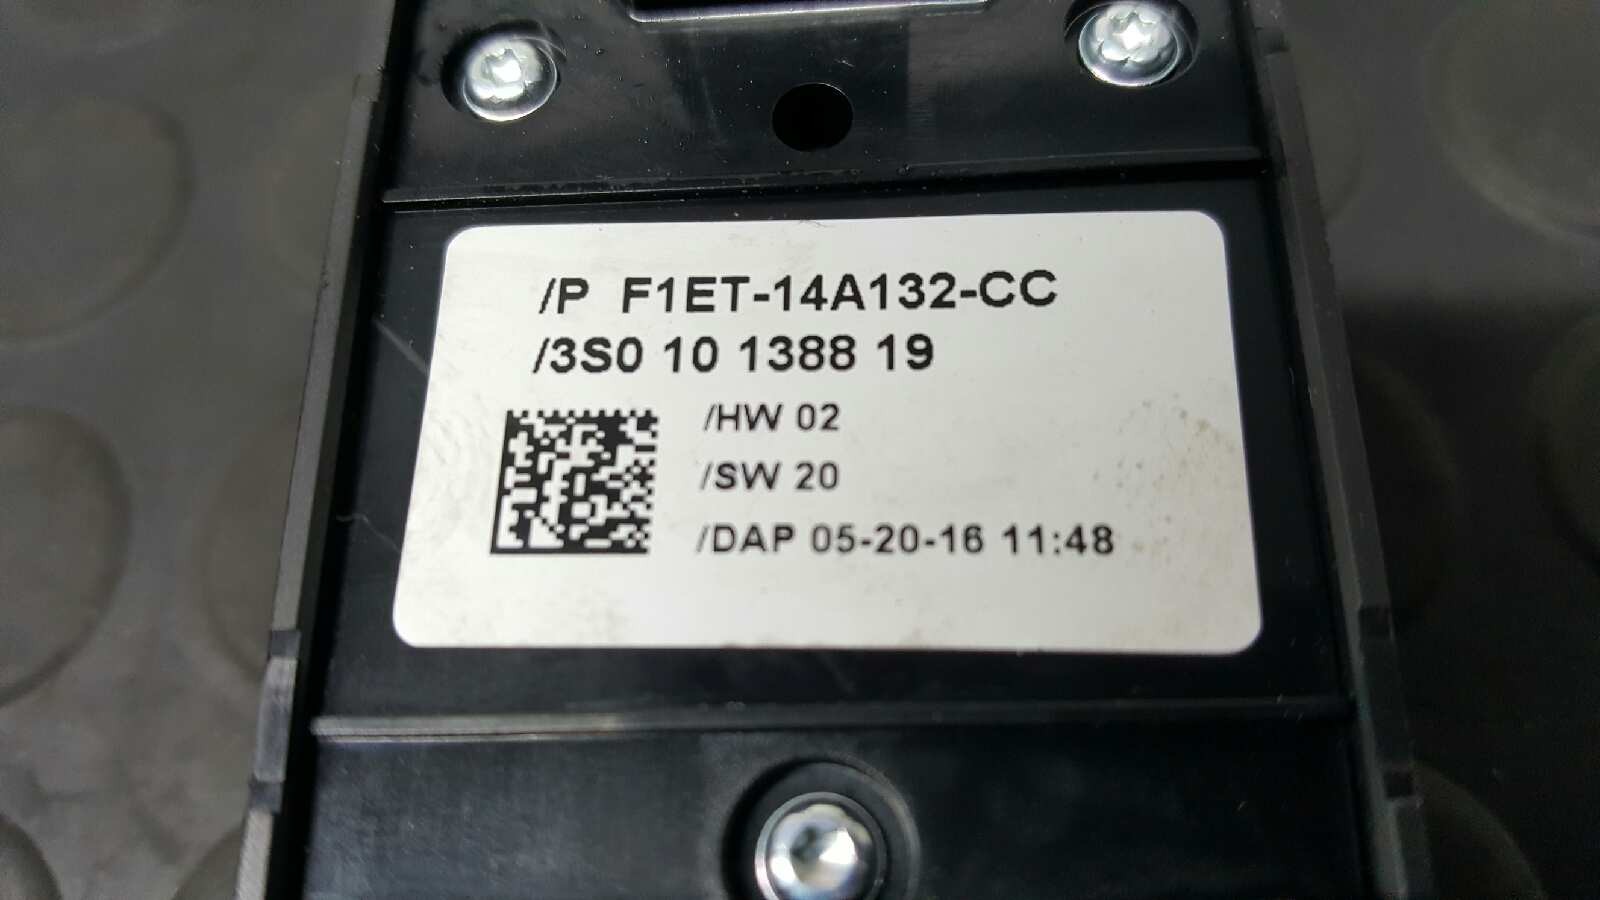 /P F1ET-14A132-CC
/3S0 10 1388 19
/HW 02
/SW 20
/DAP 05-20-16 11:48